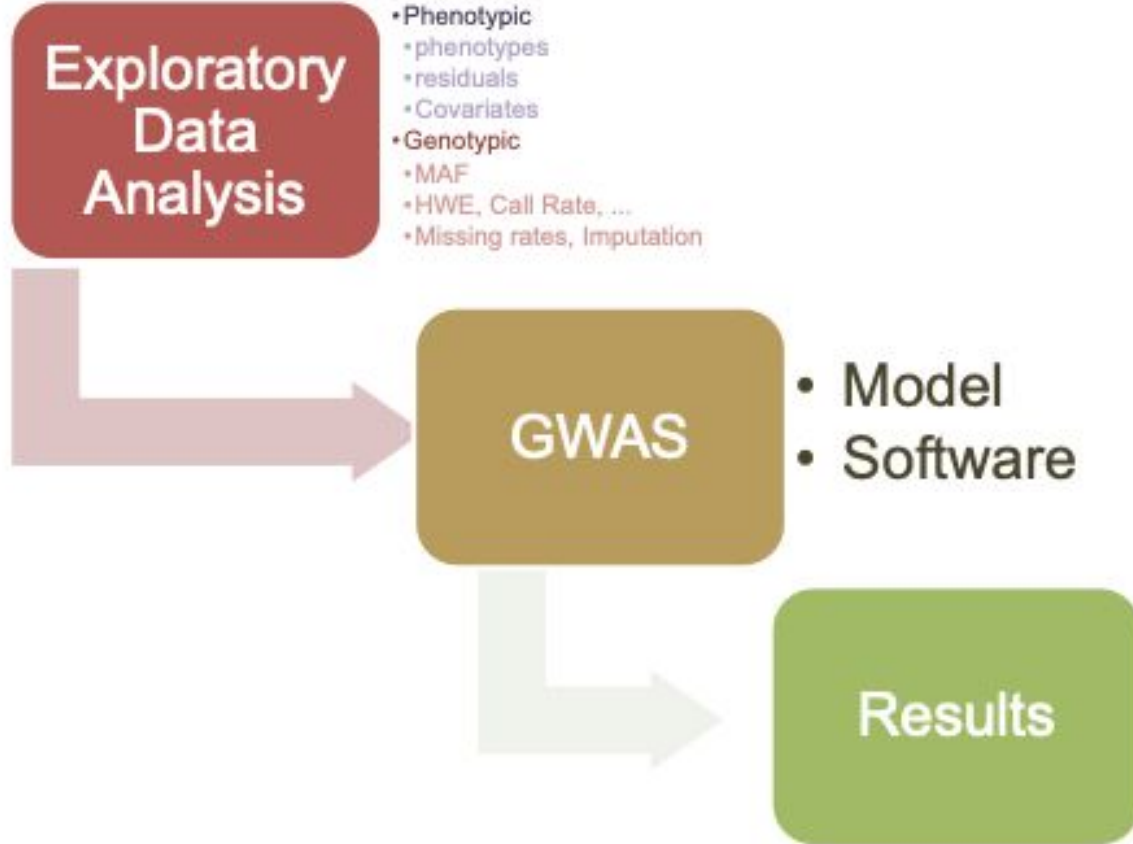 Exploratory
Data
Analysis
•Phenotypic
•phenotypes
•residuals
•Covariates
•Genotypic
•MAF
•HWE, Call Rate, ...
•Missing rates, Imputation
GWAS
• Model
• Software
Results